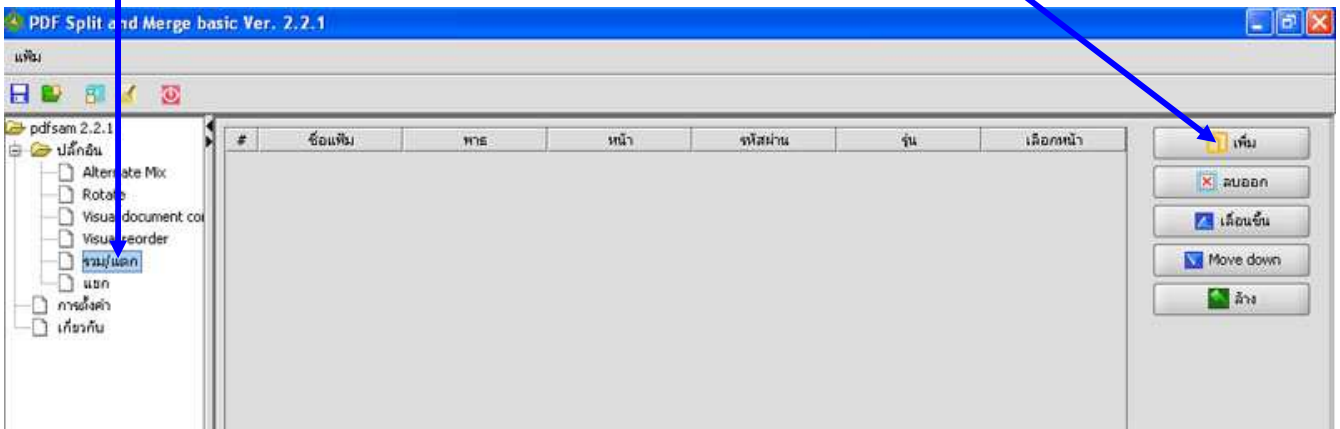 PDF Split and Merge basic Ver. 2.2.1
แฟ้ม
pdfsam 2.2.1
ปลั๊กอิน
Alternate Mix
Rotate
Visual document co
Visual reorder
รวม/แตก
แยก
การตั้งค่า
เกี่ยวกับ
# ชื่อแฟ้ม พาธ หน้า รหัสผ่าน รุ่น เลือกหน้า
เพิ่ม
ลบออก
เลื่อนขึ้น
Move down
ล้าง